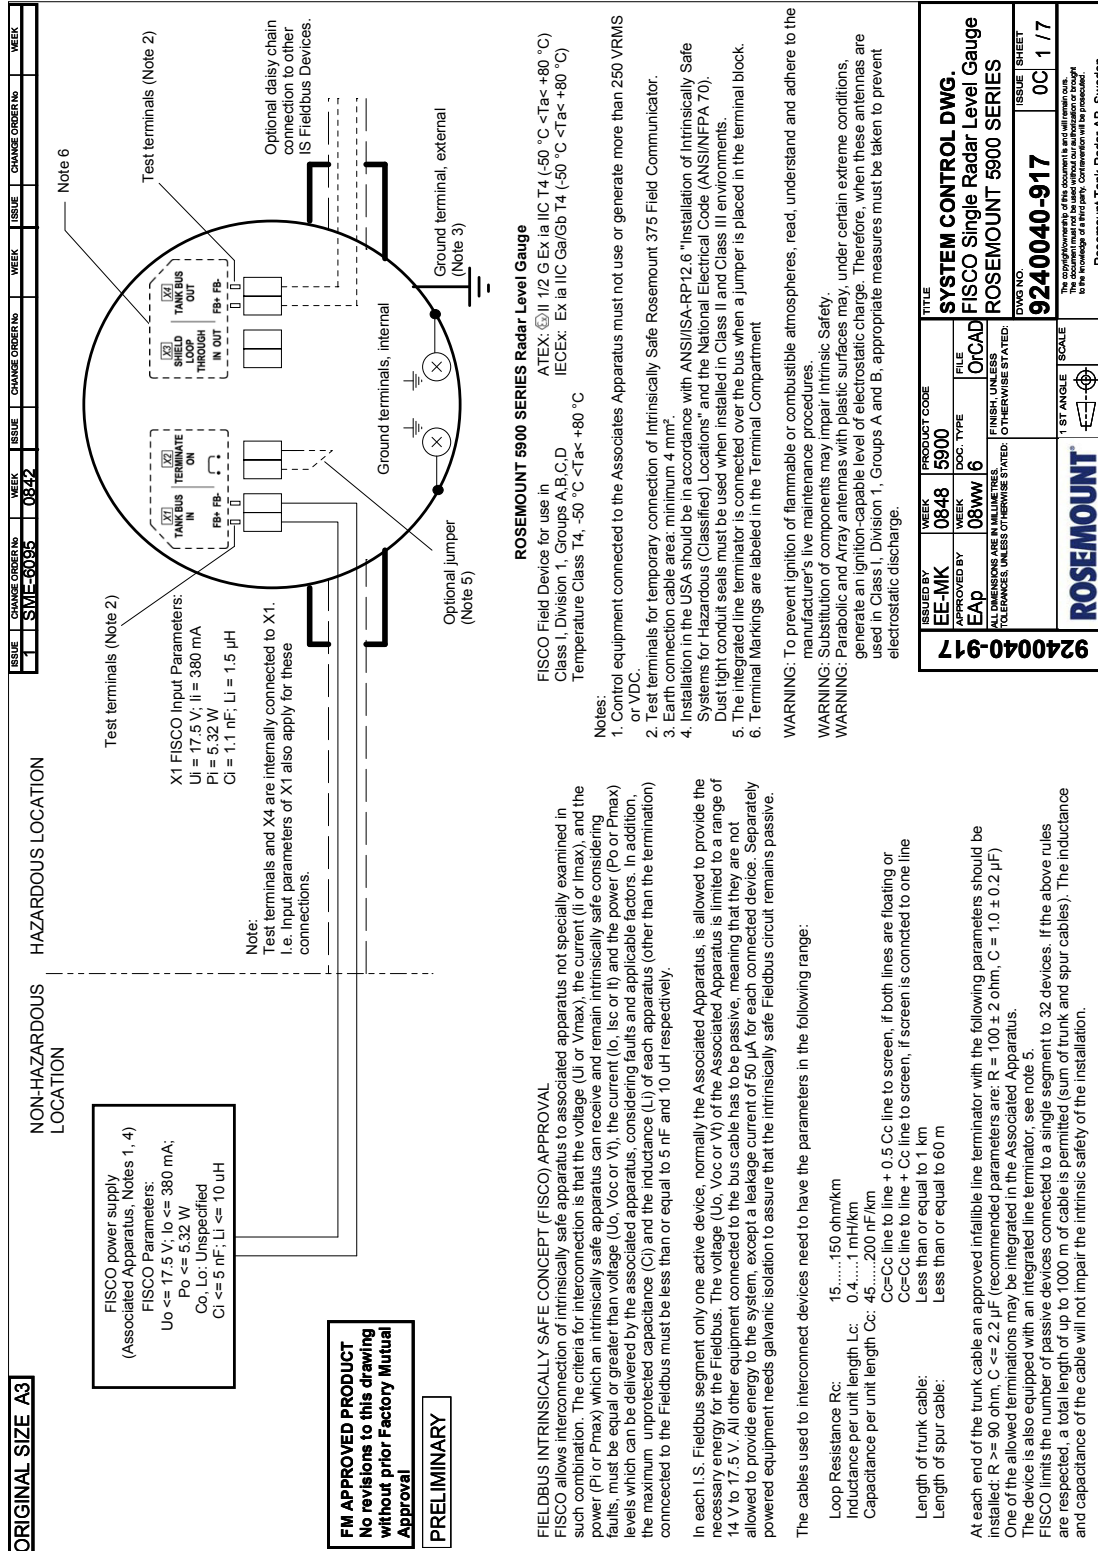 ORIGINAL SIZE A3
ISSUE CHANGE ORDER No WEEK ISSUE CHANGE ORDER No WEEK ISSUE CHANGE ORDER No WEEK
1 SME-6095 0842
NON-HAZARDOUS
LOCATION
HAZARDOUS LOCATION
FISCO power supply
(Associated Apparatus, Notes 1, 4)
FISCO Parameters:
Uo <= 17.5 V; Io <= 380 mA;
Po <= 5.32 W
Co, Lo: Unspecified
Ci <= 5 nF; Li <= 10 uH
FM APPROVED PRODUCT
No revisions to this drawing
without prior Factory Mutual
Approval
PRELIMINARY
Test terminals (Note 2)
X1 FISCO Input Parameters:
Ui = 17.5 V; Ii = 380 mA
Pi = 5.32 W
Ci = 1.1 nF; Li = 1.5 µH
Note:
Test terminals and X4 are internally connected to X1.
I.e. Input parameters of X1 also apply for these
connections.
X1
TANK BUS
IN
FB+ FB-
X2
TERMINATE
ON
X3
SHIELD
LOOP
THROUGH
IN OUT
X4
TANK BUS
OUT
FB+ FB-
Note 6
Test terminals (Note 2)
Optional daisy chain
connection to other
IS Fieldbus Devices.
Ground terminals, internal
Ground terminal, external
(Note 3)
Optional jumper
(Note 5)
ROSEMOUNT 5900 SERIES Radar Level Gauge
FISCO Field Device for use in
Class I, Division 1, Groups A,B,C,D
Temperature Class T4, -50 °C <Ta< +80 °C
ATEX: Ex II 1/2 G Ex ia IIC T4 (-50 °C <Ta< +80 °C)
IECEx: Ex ia IIC Ga/Gb T4 (-50 °C <Ta< +80 °C)
FIELDBUS INTRINSICALLY SAFE CONCEPT (FISCO) APPROVAL
FISCO allows interconnection of intrinsically safe apparatus to associated apparatus not specially examined in
such combination. The criteria for interconnection is that the voltage (Ui or Vmax), the current (Ii or Imax), and the
power (Pi or Pmax) which an intrinsically safe apparatus can receive and remain intrinsically safe considering
faults, must be equal or greater than voltage (Uo, Voc or Vt), the current (Io, Isc or It) and the power (Po or Pmax)
levels which can be delivered by the associated apparatus, considering faults and applicable factors. In addition,
the maximum unprotected capacitance (Ci) and the inductance (Li) of each apparatus (other than the termination)
conncected to the Fieldbus must be less than or equal to 5 nF and 10 uH respectively.
In each I.S. Fieldbus segment only one active device, normally the Associated Apparatus, is allowed to provide the
necessary energy for the Fieldbus. The voltage (Uo, Voc or Vt) of the Associated Apparatus is limited to a range of
14 V to 17.5 V. All other equipment connected to the bus cable has to be passive, meaning that they are not
allowed to provide energy to the system, except a leakage current of 50 µA for each connected device. Separately
powered equipment needs galvanic isolation to assure that the intrinsically safe Fieldbus circuit remains passive.
The cables used to interconnect devices need to have the parameters in the following range:
Loop Resistance Rc: 15......150 ohm/km
Inductance per unit length Lc: 0.4.....1 mH/km
Capacitance per unit length Cc: 45......200 nF/km
Cc=Cc line to line + 0.5 Cc line to screen, if both lines are floating or
Cc=Cc line to line + Cc line to screen, if screen is conncted to one line
Length of trunk cable: Less than or equal to 1 km
Length of spur cable: Less than or equal to 60 m
At each end of the trunk cable an approved infallible line terminator with the following parameters should be
installed: R >= 90 ohm, C <= 2.2 µF (recommended parameters are: R = 100 ± 2 ohm, C = 1.0 ± 0.2 µF)
One of the allowed terminations may be integrated in the Associated Apparatus.
The device is also equipped with an integrated line terminator, see note 5.
FISCO limits the number of passive devices connected to a single segment to 32 devices. If the above rules
are respected, a total length of up to 1000 m of cable is permitted (sum of trunk and spur cables). The inductance
and capacitance of the cable will not impair the intrinsic safety of the installation.
Notes:
1. Control equipment connected to the Associates Apparatus must not use or generate more than 250 VRMS
or VDC.
2. Test terminals for temporary connection of Intrinsically Safe Rosemount 375 Field Communicator.
3. Earth connection cable area: minimum 4 mm².
4. Installation in the USA should be in accordance with ANSI/ISA-RP12.6 "Installation of Intrinsically Safe
Systems for Hazardous (Classified) Locations" and the National Electrical Code (ANSI/NFPA 70).
Dust tight conduit seals must be used when installed in Class II and Class III environments.
5. The integrated line terminator is connected over the bus when a jumper is placed in the terminal block.
6. Terminal Markings are labeled in the Terminal Compartment
WARNING: To prevent ignition of flammable or combustible atmospheres, read, understand and adhere to the
manufacturer's live maintenance procedures.
WARNING: Substitution of components may impair Intrinsic Safety.
WARNING: Parabolic and Array antennas with plastic surfaces may, under certain extreme conditions,
generate an ignition-capable level of electrostatic charge. Therefore, when these antennas are
used in Class I, Division 1, Groups A and B, appropriate measures must be taken to prevent
electrostatic discharge.
9240040-917
ISSUED BY WEEK PRODUCT CODE
EE-MK 0848 5900
APPROVED BY WEEK DOC. TYPE FILE
EAp 08ww 6 OrCAD
ALL DIMENSIONS ARE IN MILLIMETRES.
TOLERANCES, UNLESS OTHERWISE STATED:
FINISH, UNLESS
OTHERWISE STATED:
ROSEMOUNT
1 ST ANGLE SCALE
TITLE
SYSTEM CONTROL DWG.
FISCO Single Radar Level Gauge
ROSEMOUNT 5900 SERIES
DWG NO. ISSUE SHEET
9240040-917 0C 1 / 7
The copyright/ownership of this document is and will remain ours.
The document must not be used without our authorization or brought
to the knowledge of a third party. Contravention will be prosecuted.
Rosemount Tank Radar AB, Sweden